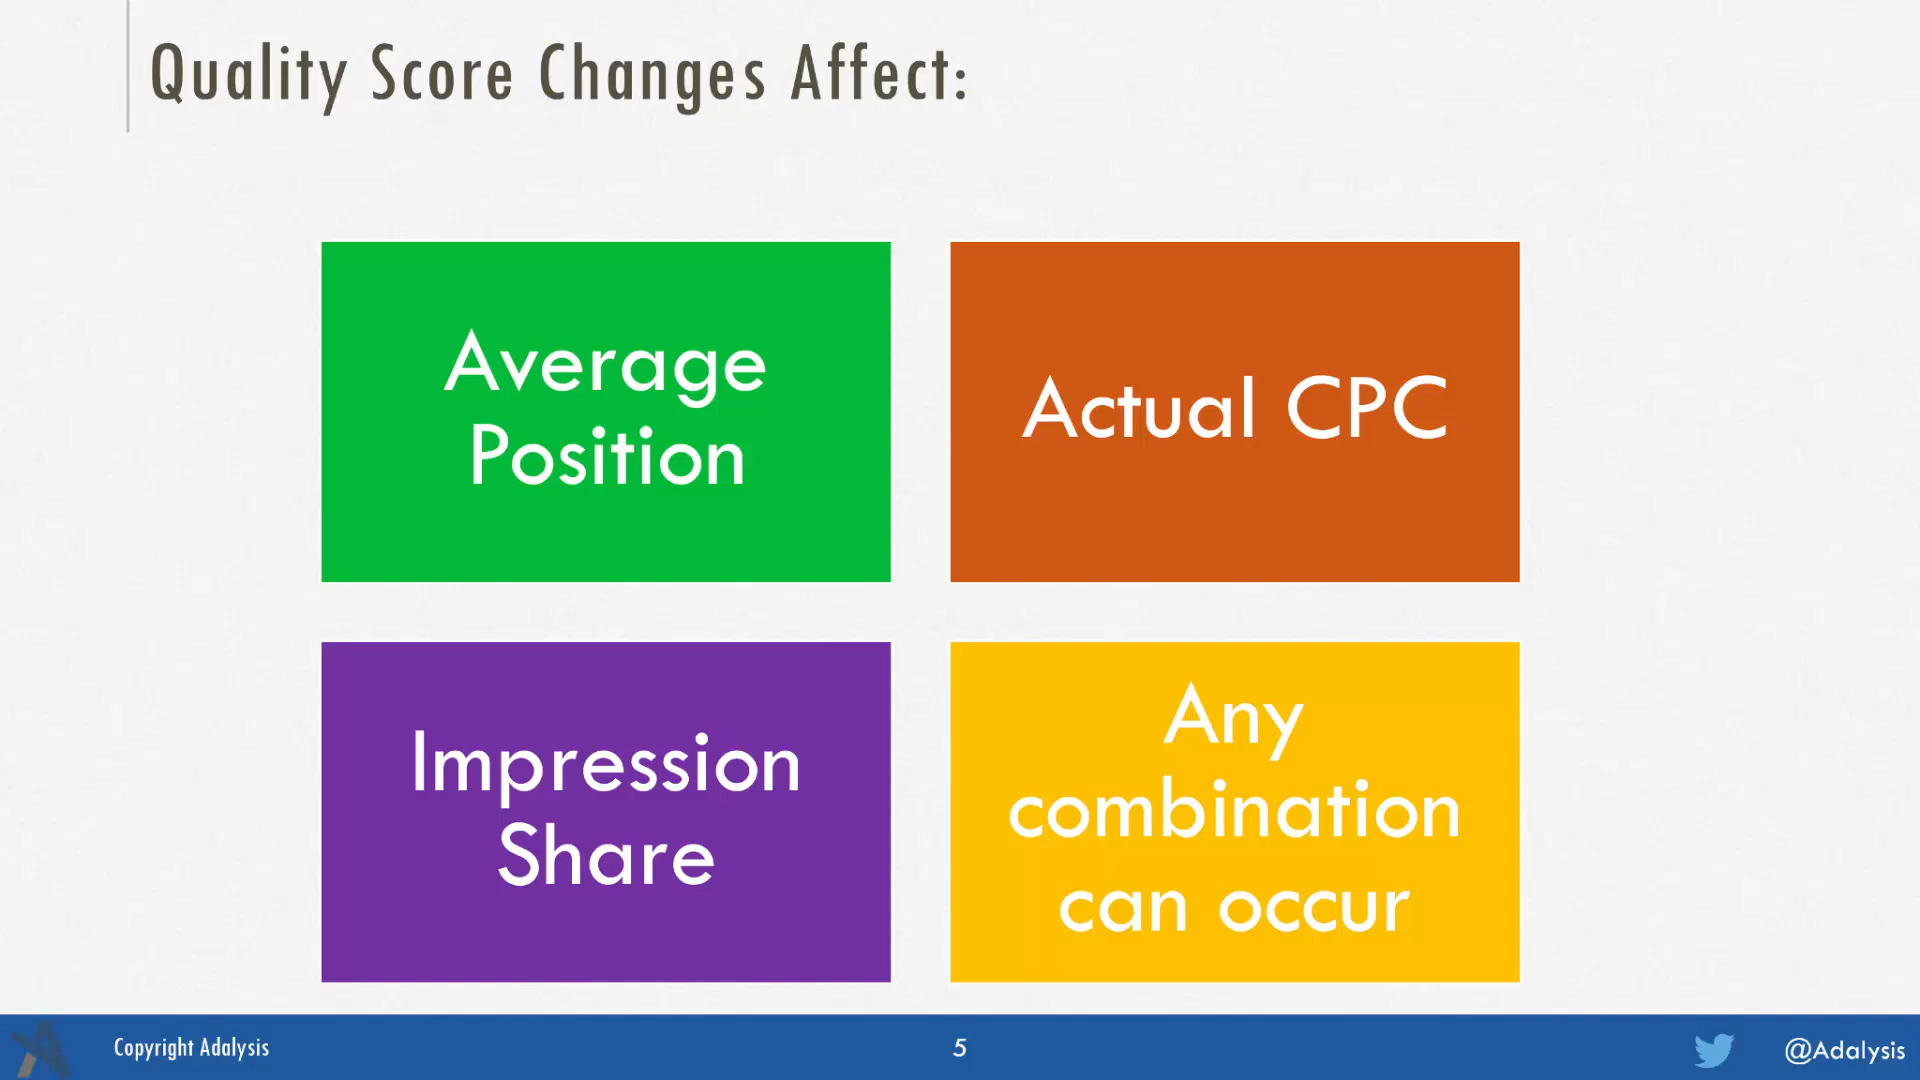 Quality Score Changes Affect:
Average
Position
Actual CPC
Impression
Share
Any
combination
can occur
Copyright Adalysis
5
@Adalysis